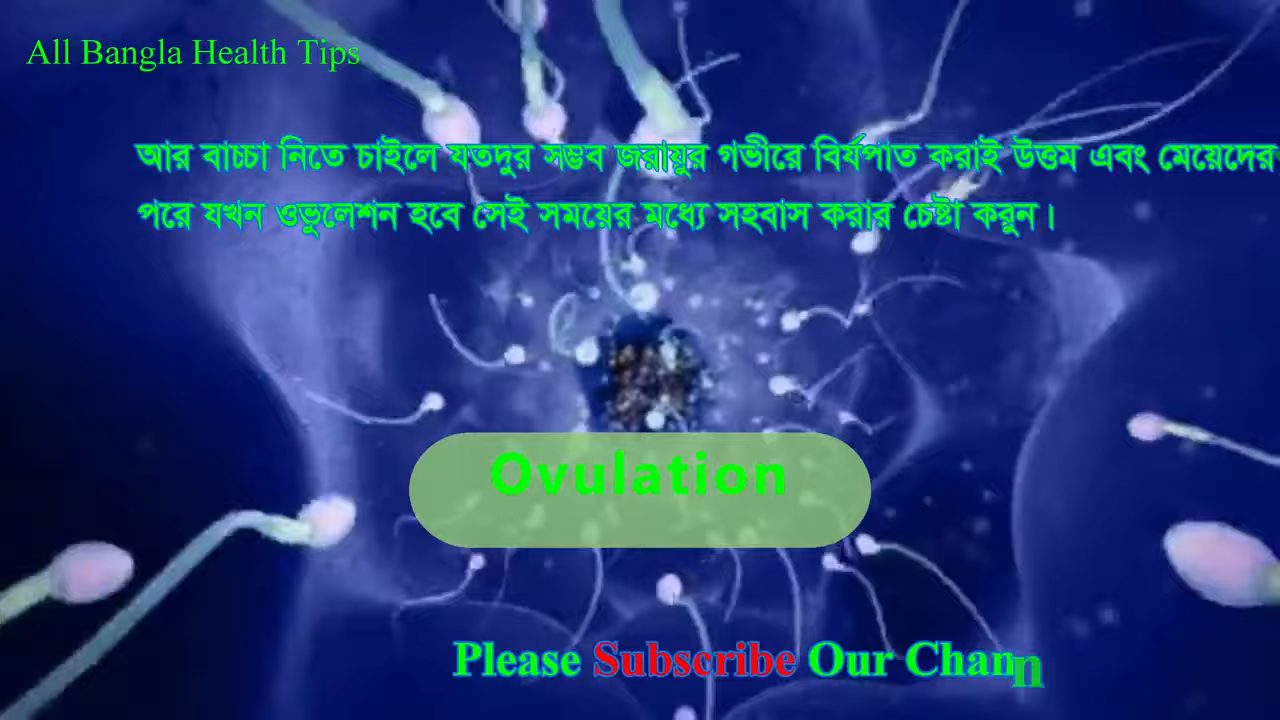 All Bangla Health Tips
আর বাচ্চা নিতে চাইলে যতদুর সম্ভব জরায়ুর গভীরে বির্যপাত করাই উত্তম এবং মেয়েদের
পরে যখন ওভুলেশন হবে সেই সময়ের মধ্যে সহবাস করার চেষ্টা করুন।
Ovulation
Please Subscribe Our Chann